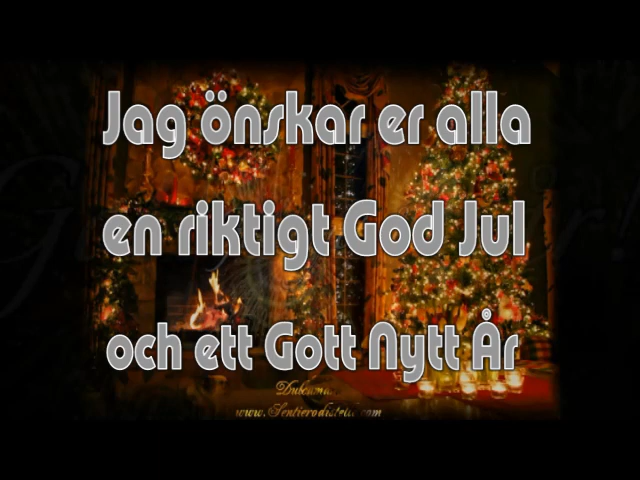 Jag önskar er alla
en riktigt God Jul
och ett Gott Nytt År